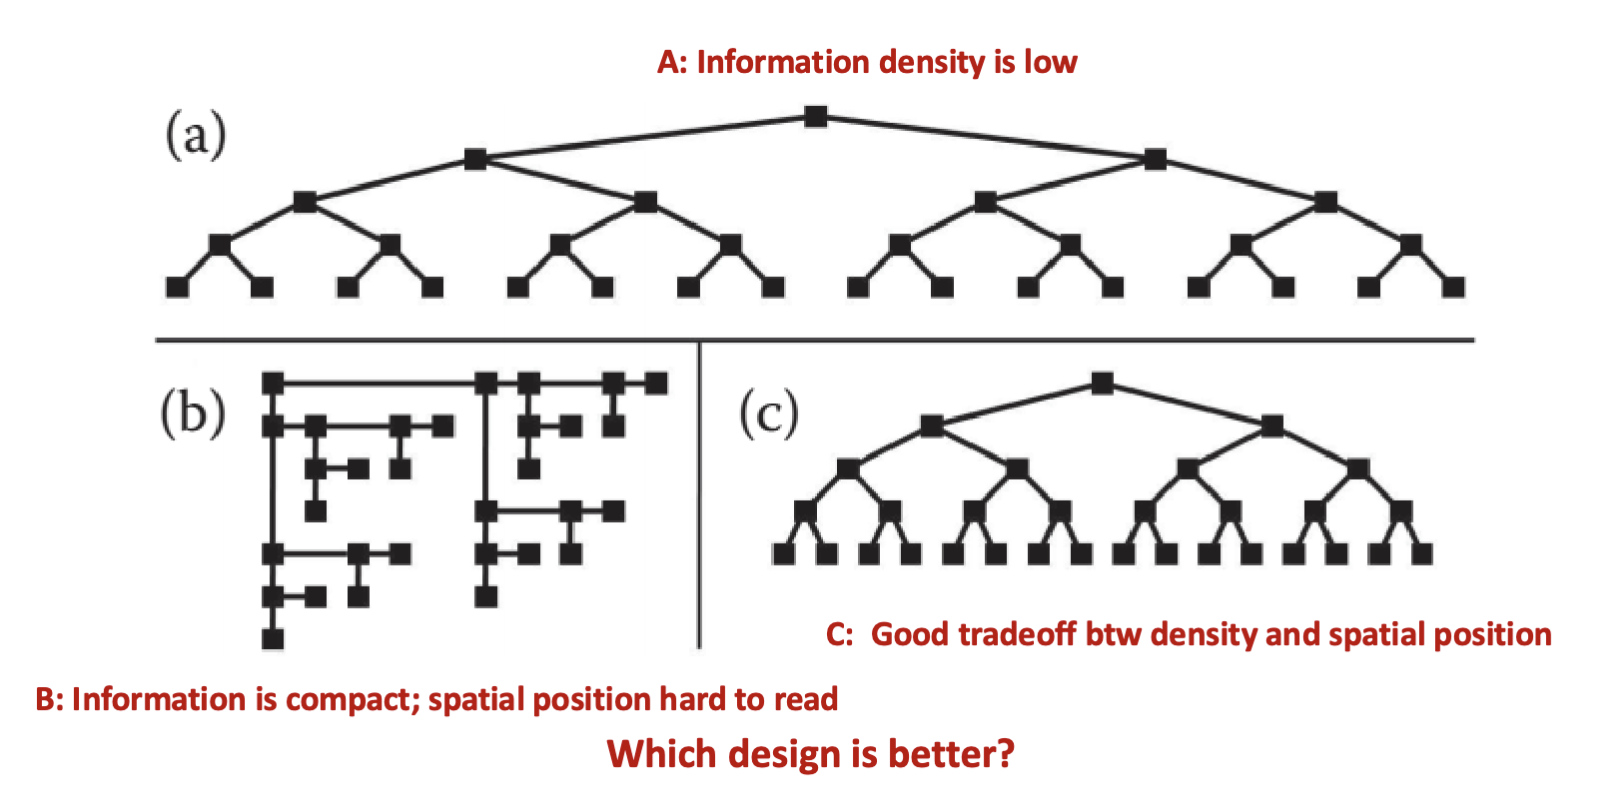 A: Information density is low
(a)
(b)
(c)
C:  Good tradeoff btw density and spatial position
B: Information is compact; spatial position hard to read
Which design is better?